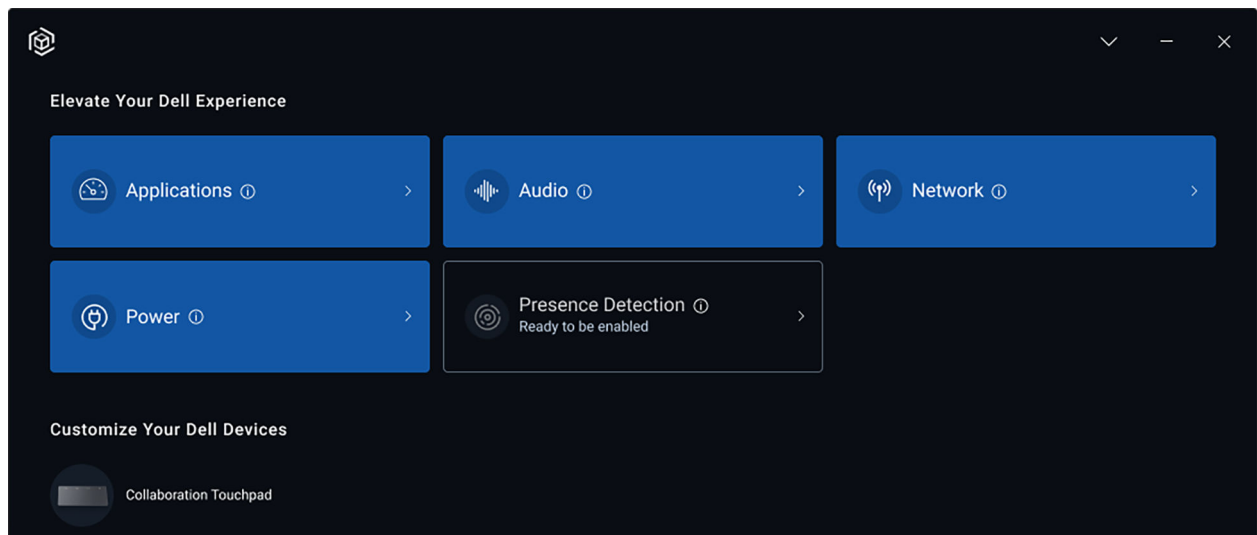 Elevate Your Dell Experience
Applications
Audio
Network
Power
Presence Detection
Ready to be enabled
Customize Your Dell Devices
Collaboration Touchpad